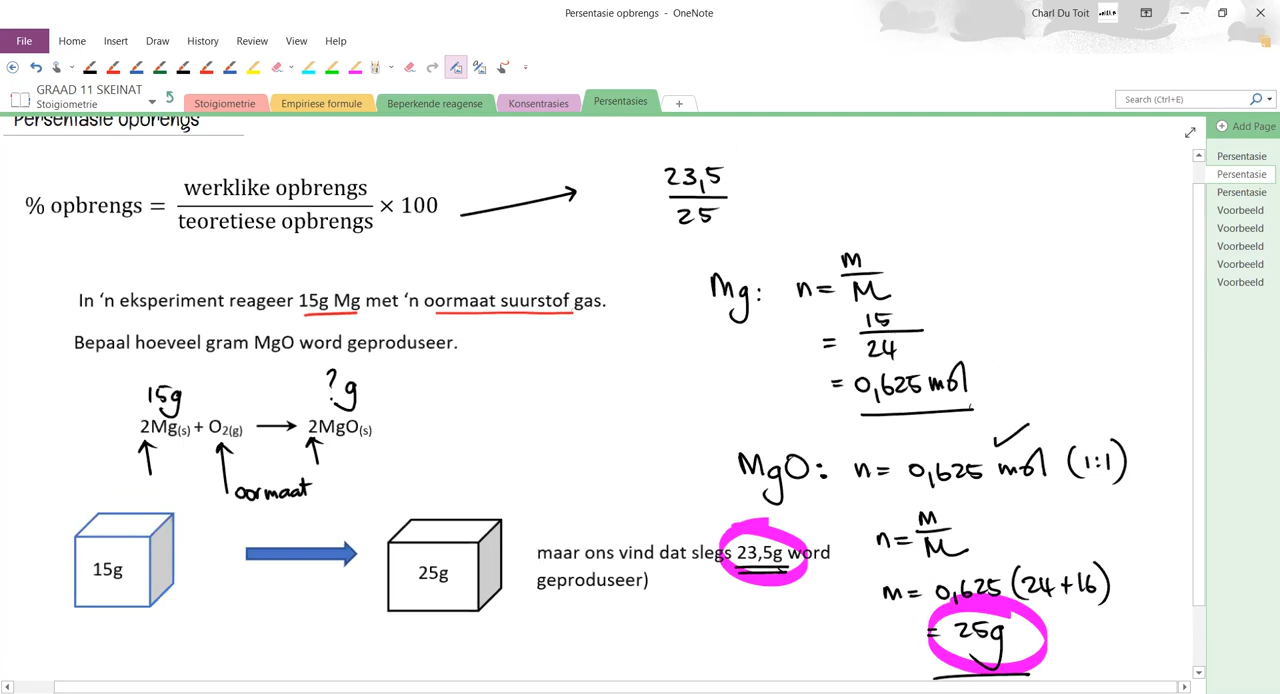 Persentasie opbrengs - OneNote
Charl Du Toit
File Home Insert Draw History Review View Help
GRAAD 11 SKEINAT
Stoigiometrie
Stoigiometrie Empiriese formule Beperkende reagense Konsentrasies Persentasies +
Search (Ctrl+E)
Persentasie opbrengs
Add Page
Persentasie
Persentasie
Persentasie
Voorbeeld
Voorbeeld
Voorbeeld
Voorbeeld
Voorbeeld
% opbrengs = werklike opbrengs / teoretiese opbrengs × 100
23,5 / 25
In ‘n eksperiment reageer 15g Mg met ‘n oormaat suurstof gas.
Bepaal hoeveel gram MgO word geproduseer.
15g ?g
2Mg(s) + O2(g) → 2MgO(s)
oormaat
15g
25g
maar ons vind dat slegs 23,5g word
geproduseer)
Mg: n = m/M
= 15/24
= 0,625 mol
MgO: n = 0,625 mol (1:1)
n = m/M
m = 0,625 (24+16)
= 25g